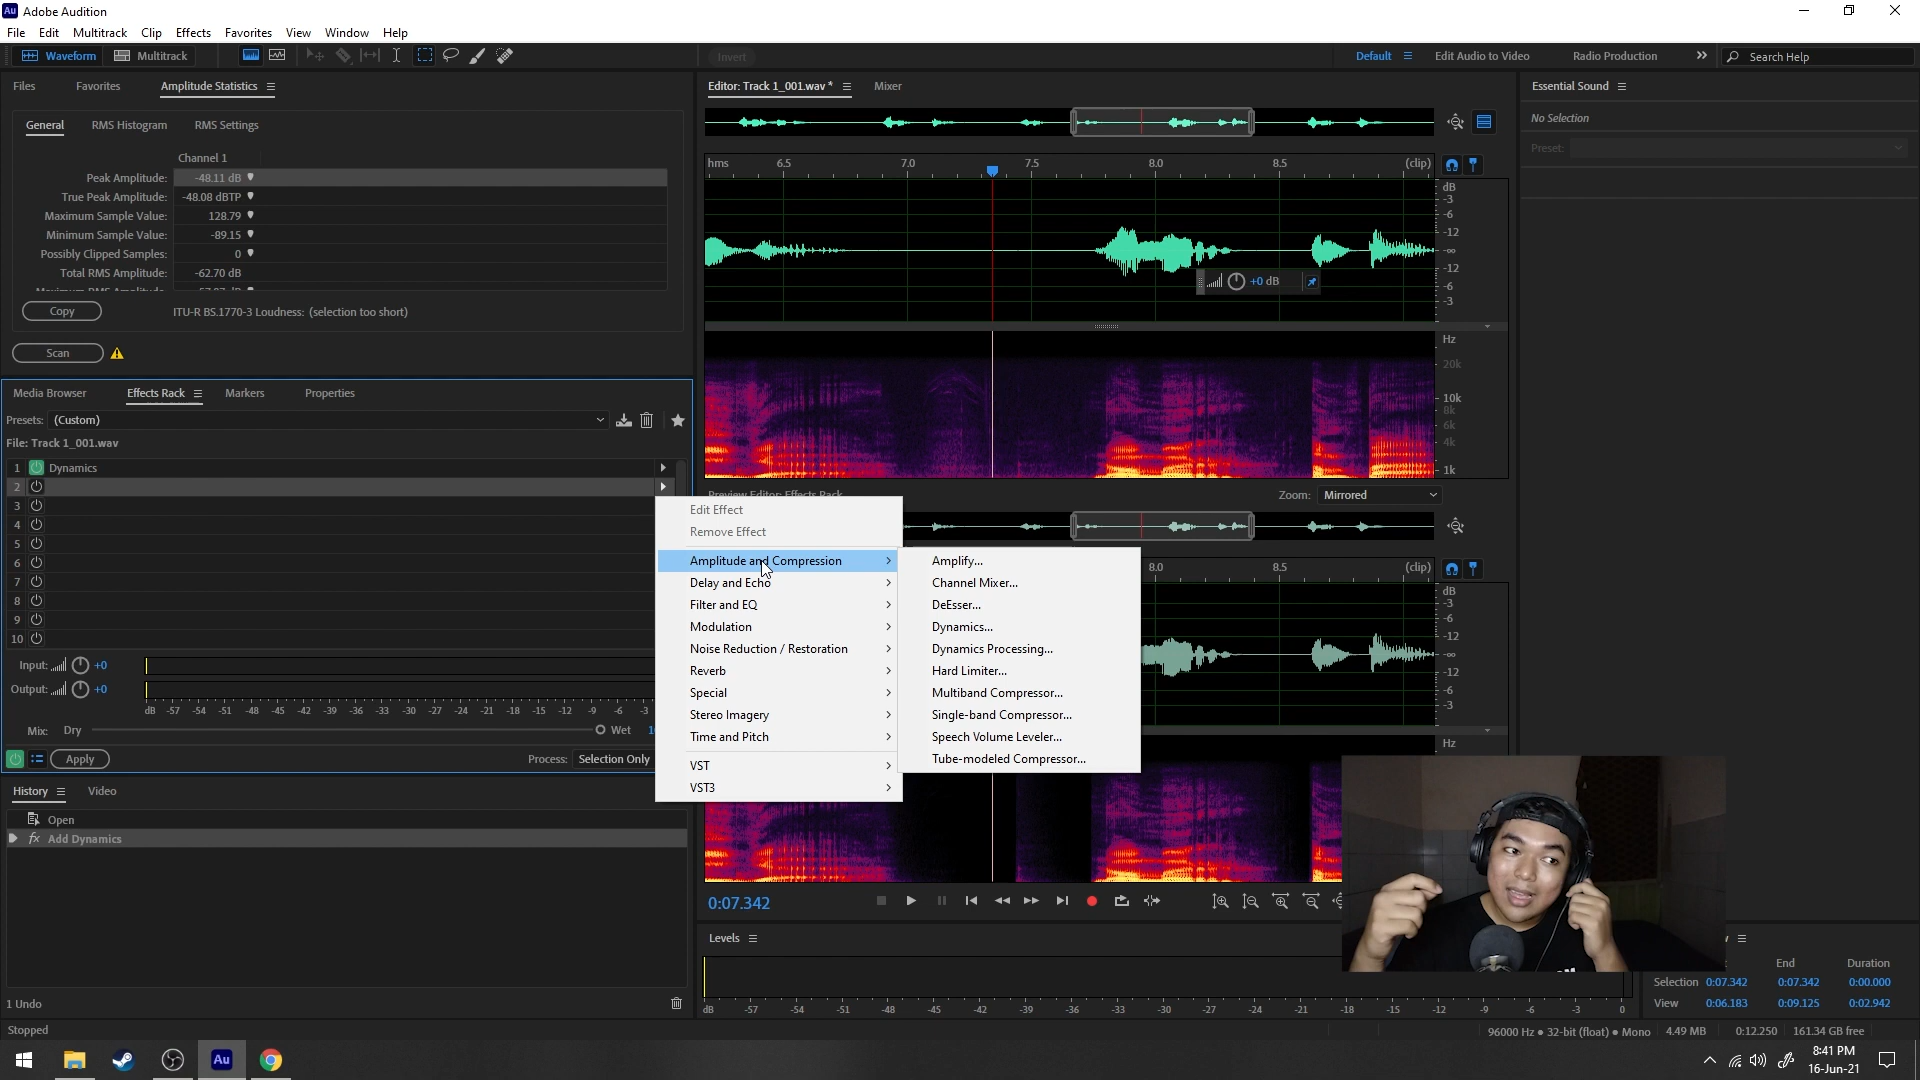 Au Adobe Audition
File Edit Multitrack Clip Effects Favorites View Window Help
Waveform Multitrack Invert Default Edit Audio to Video Radio Production Search Help
Files Favorites Amplitude Statistics
General RMS Histogram RMS Settings
Channel 1
Peak Amplitude: -48.11 dB
True Peak Amplitude: -48.08 dBTP
Maximum Sample Value: 128.79
Minimum Sample Value: -89.15
Possibly Clipped Samples: 0
Total RMS Amplitude: -62.70 dB
Copy ITU-R BS.1770-3 Loudness: (selection too short)
Scan
Media Browser Effects Rack Markers Properties
Presets: (Custom)
File: Track 1_001.wav
1 Dynamics
2
3
4
5
6
7
8
9
10
Input: +0
Output: +0
dB -57 -54 -51 -48 -45 -42 -39 -36 -33 -30 -27 -24 -21 -18 -15 -12 -9 -6 -3
Mix: Dry Wet
Apply Process: Selection Only
History Video
Open
fx Add Dynamics
1 Undo
Stopped
Editor: Track 1_001.wav * Mixer
hms 6.5 7.0 7.5 8.0 8.5 (clip)
dB
-3
-6
-12
-∞
-12
-6
-3
+0 dB
Hz
20k
10k
8k
6k
4k
1k
Preview Editor: Effects Rack Zoom: Mirrored
8.0 8.5 (clip)
dB
-3
-6
-12
-∞
-12
-6
-3
Hz
Edit Effect
Remove Effect
Amplitude and Compression
Delay and Echo
Filter and EQ
Modulation
Noise Reduction / Restoration
Reverb
Special
Stereo Imagery
Time and Pitch
VST
VST3
Amplify...
Channel Mixer...
DeEsser...
Dynamics...
Dynamics Processing...
Hard Limiter...
Multiband Compressor...
Single-band Compressor...
Speech Volume Leveler...
Tube-modeled Compressor...
0:07.342
Levels
dB -57 -54 -51 -48 -45 -42 -39 -36 -33 -30 -27 -24 -21 -18 -15 -12 -9 -6 -3 0
Essential Sound
No Selection
Preset:
End Duration
Selection 0:07.342 0:07.342 0:00.000
View 0:06.183 0:09.125 0:02.942
96000 Hz • 32-bit (float) • Mono 4.49 MB 0:12.250 161.34 GB free
Au
8:41 PM
16-Jun-21